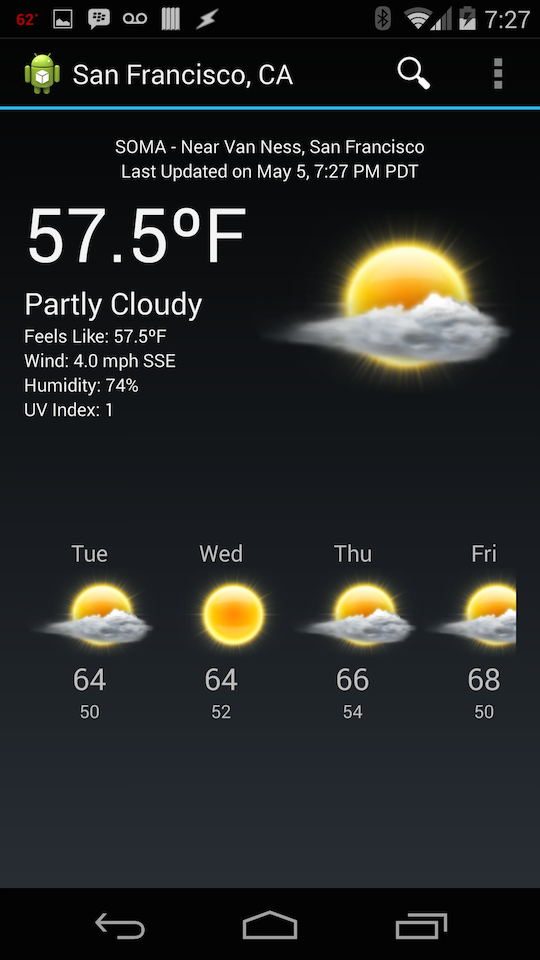 62°
7:27
San Francisco, CA
SOMA - Near Van Ness, San Francisco
Last Updated on May 5, 7:27 PM PDT
57.5ºF
Partly Cloudy
Feels Like: 57.5ºF
Wind: 4.0 mph SSE
Humidity: 74%
UV Index: 1
Tue Wed Thu Fri
64 64 66 68
50 52 54 50